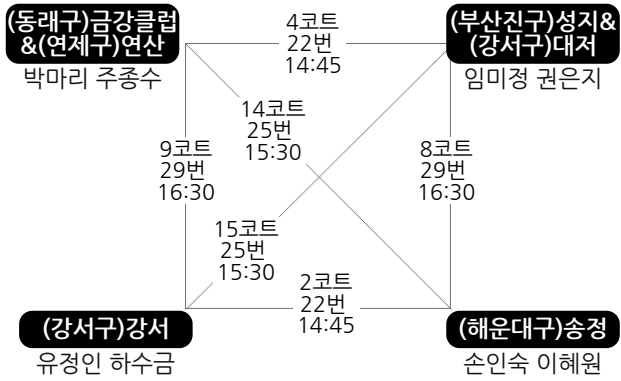 (동래구)금강클럽
&(연제구)연산
박마리 주종수
4코트
22번
14:45
(부산진구)성지&
(강서구)대저
임미정 권은지
14코트
25번
15:30
9코트
29번
16:30
8코트
29번
16:30
15코트
25번
15:30
2코트
22번
14:45
(강서구)강서
유정인 하수금
(해운대구)송정
손인숙 이혜원